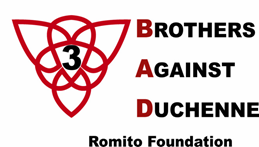 BROTHERS
3
AGAINST
DUCHENNE
Romito Foundation